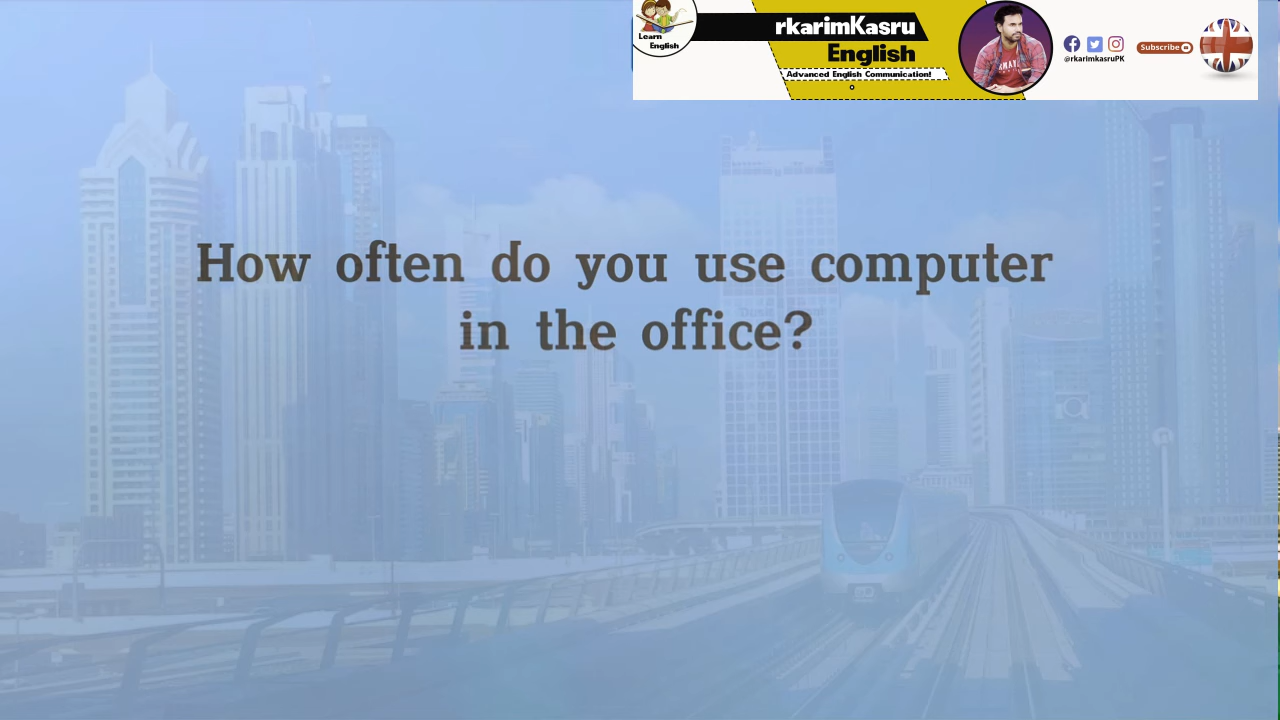 Learn
English
rkarimKasru
English
Advanced English Communication!
@rkarimkasruPK
Subscribe
How often do you use computer
in the office?